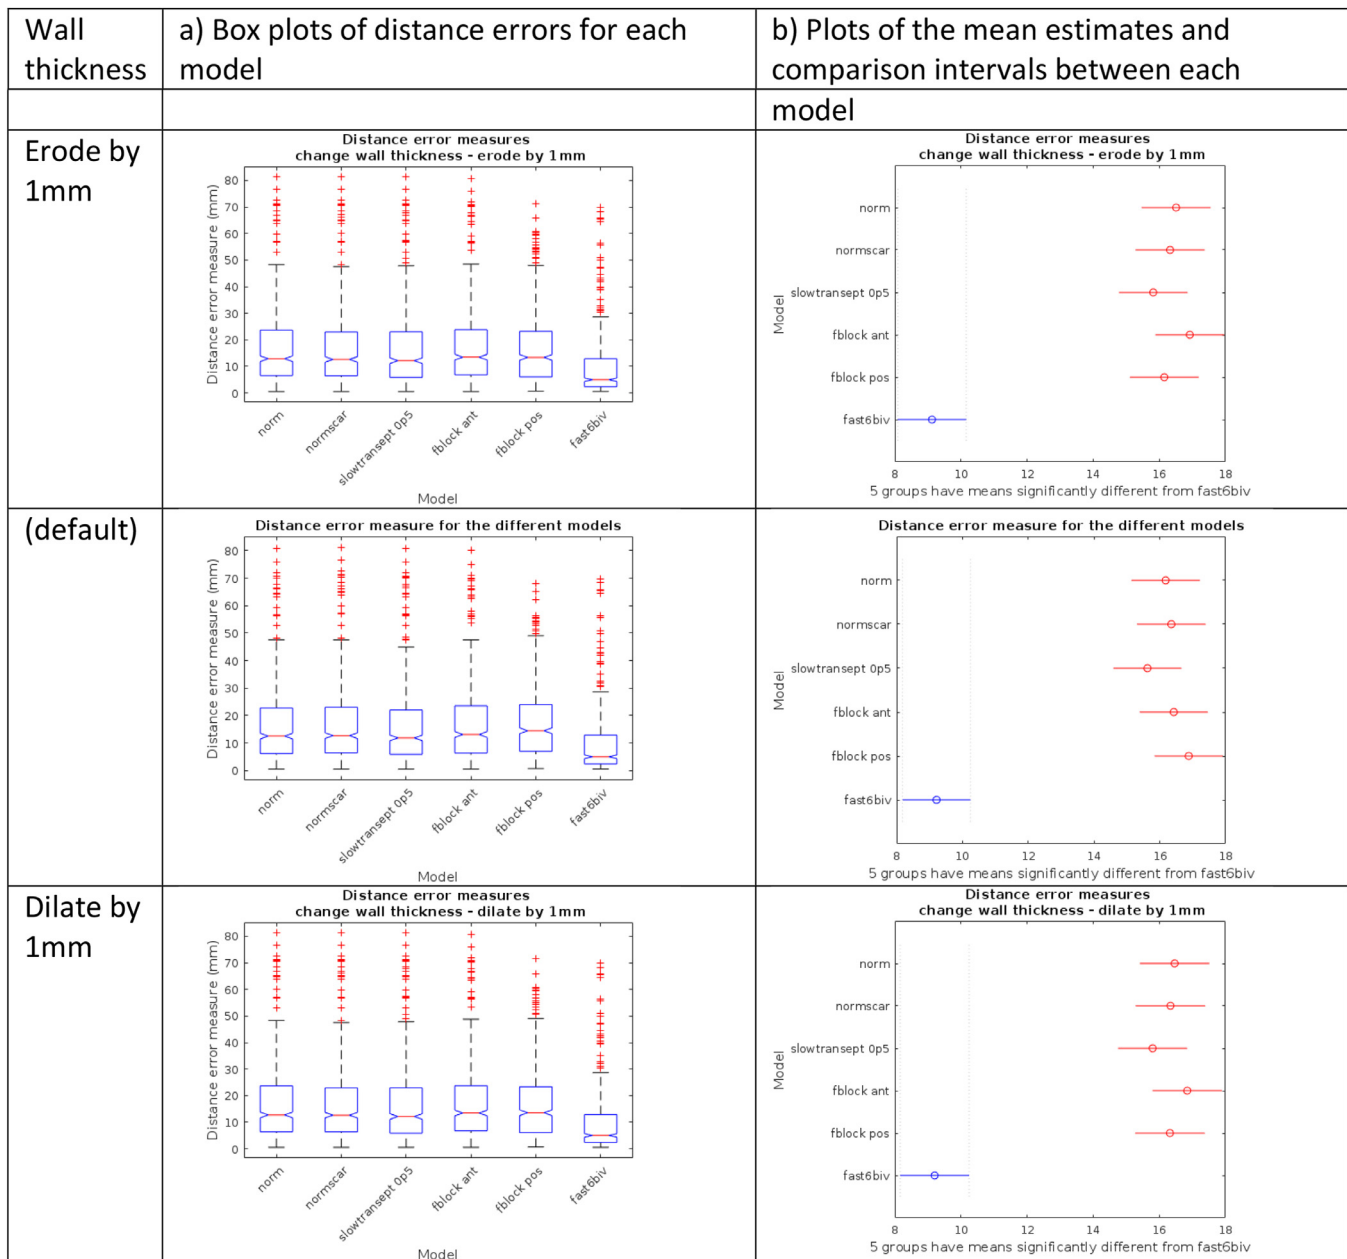 Wall
thickness
a) Box plots of distance errors for each
model
b) Plots of the mean estimates and
comparison intervals between each
model
Erode by
1mm
Distance error measures
change wall thickness - erode by 1mm
Distance error measure (mm)
80
70
60
50
40
30
20
10
0
norm
normscar
slowtransept 0p5
fblock ant
fblock pos
fast6biv
Model
Distance error measures
change wall thickness - erode by 1mm
Model
norm
normscar
slowtransept 0p5
fblock ant
fblock pos
fast6biv
8 10 12 14 16 18
5 groups have means significantly different from fast6biv
(default)
Distance error measure for the different models
Distance error measure (mm)
80
70
60
50
40
30
20
10
0
norm
normscar
slowtransept 0p5
fblock ant
fblock pos
fast6biv
Model
Distance error measure for the different models
Model
norm
normscar
slowtransept 0p5
fblock ant
fblock pos
fast6biv
8 10 12 14 16 18
5 groups have means significantly different from fast6biv
Dilate by
1mm
Distance error measures
change wall thickness - dilate by 1mm
Distance error measure (mm)
80
70
60
50
40
30
20
10
0
norm
normscar
slowtransept 0p5
fblock ant
fblock pos
fast6biv
Model
Distance error measures
change wall thickness - dilate by 1mm
Model
norm
normscar
slowtransept 0p5
fblock ant
fblock pos
fast6biv
8 10 12 14 16 18
5 groups have means significantly different from fast6biv